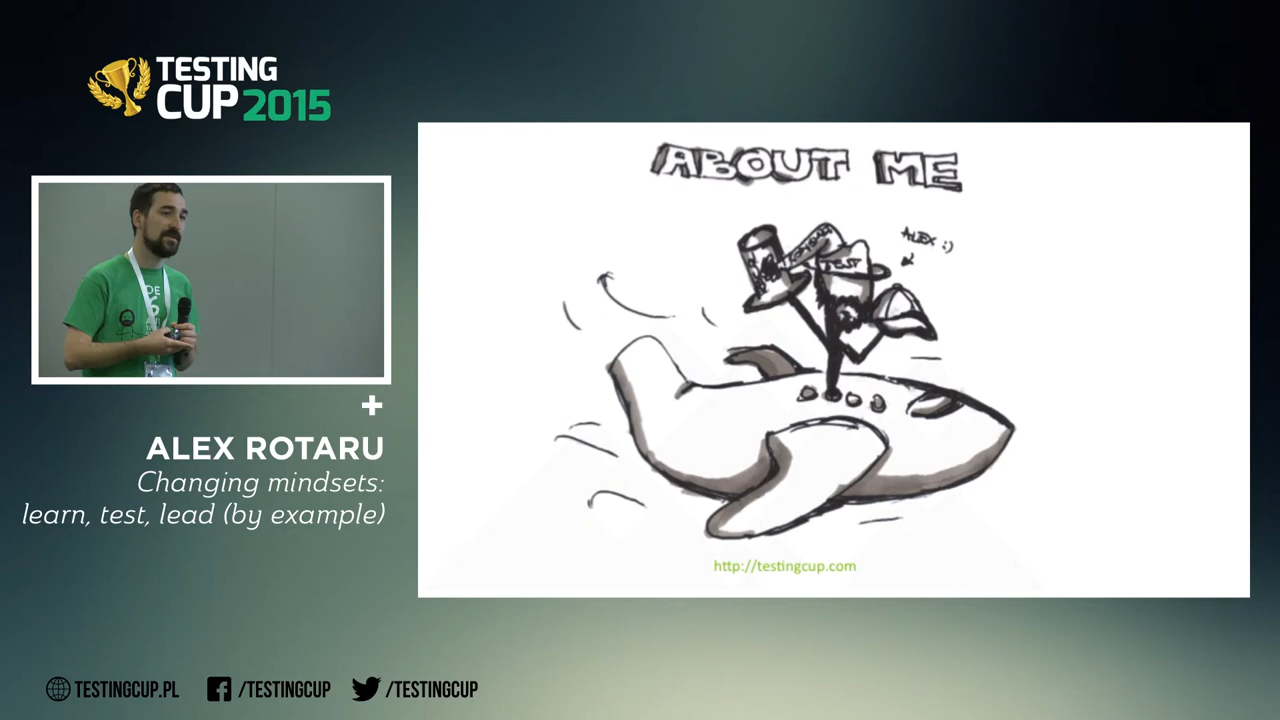 TESTING
CUP 2015
ABOUT ME
ALEX :)
TEST
+
ALEX ROTARU
Changing mindsets:
learn, test, lead (by example)
http://testingcup.com
TESTINGCUP.PL
/TESTINGCUP
/TESTINGCUP